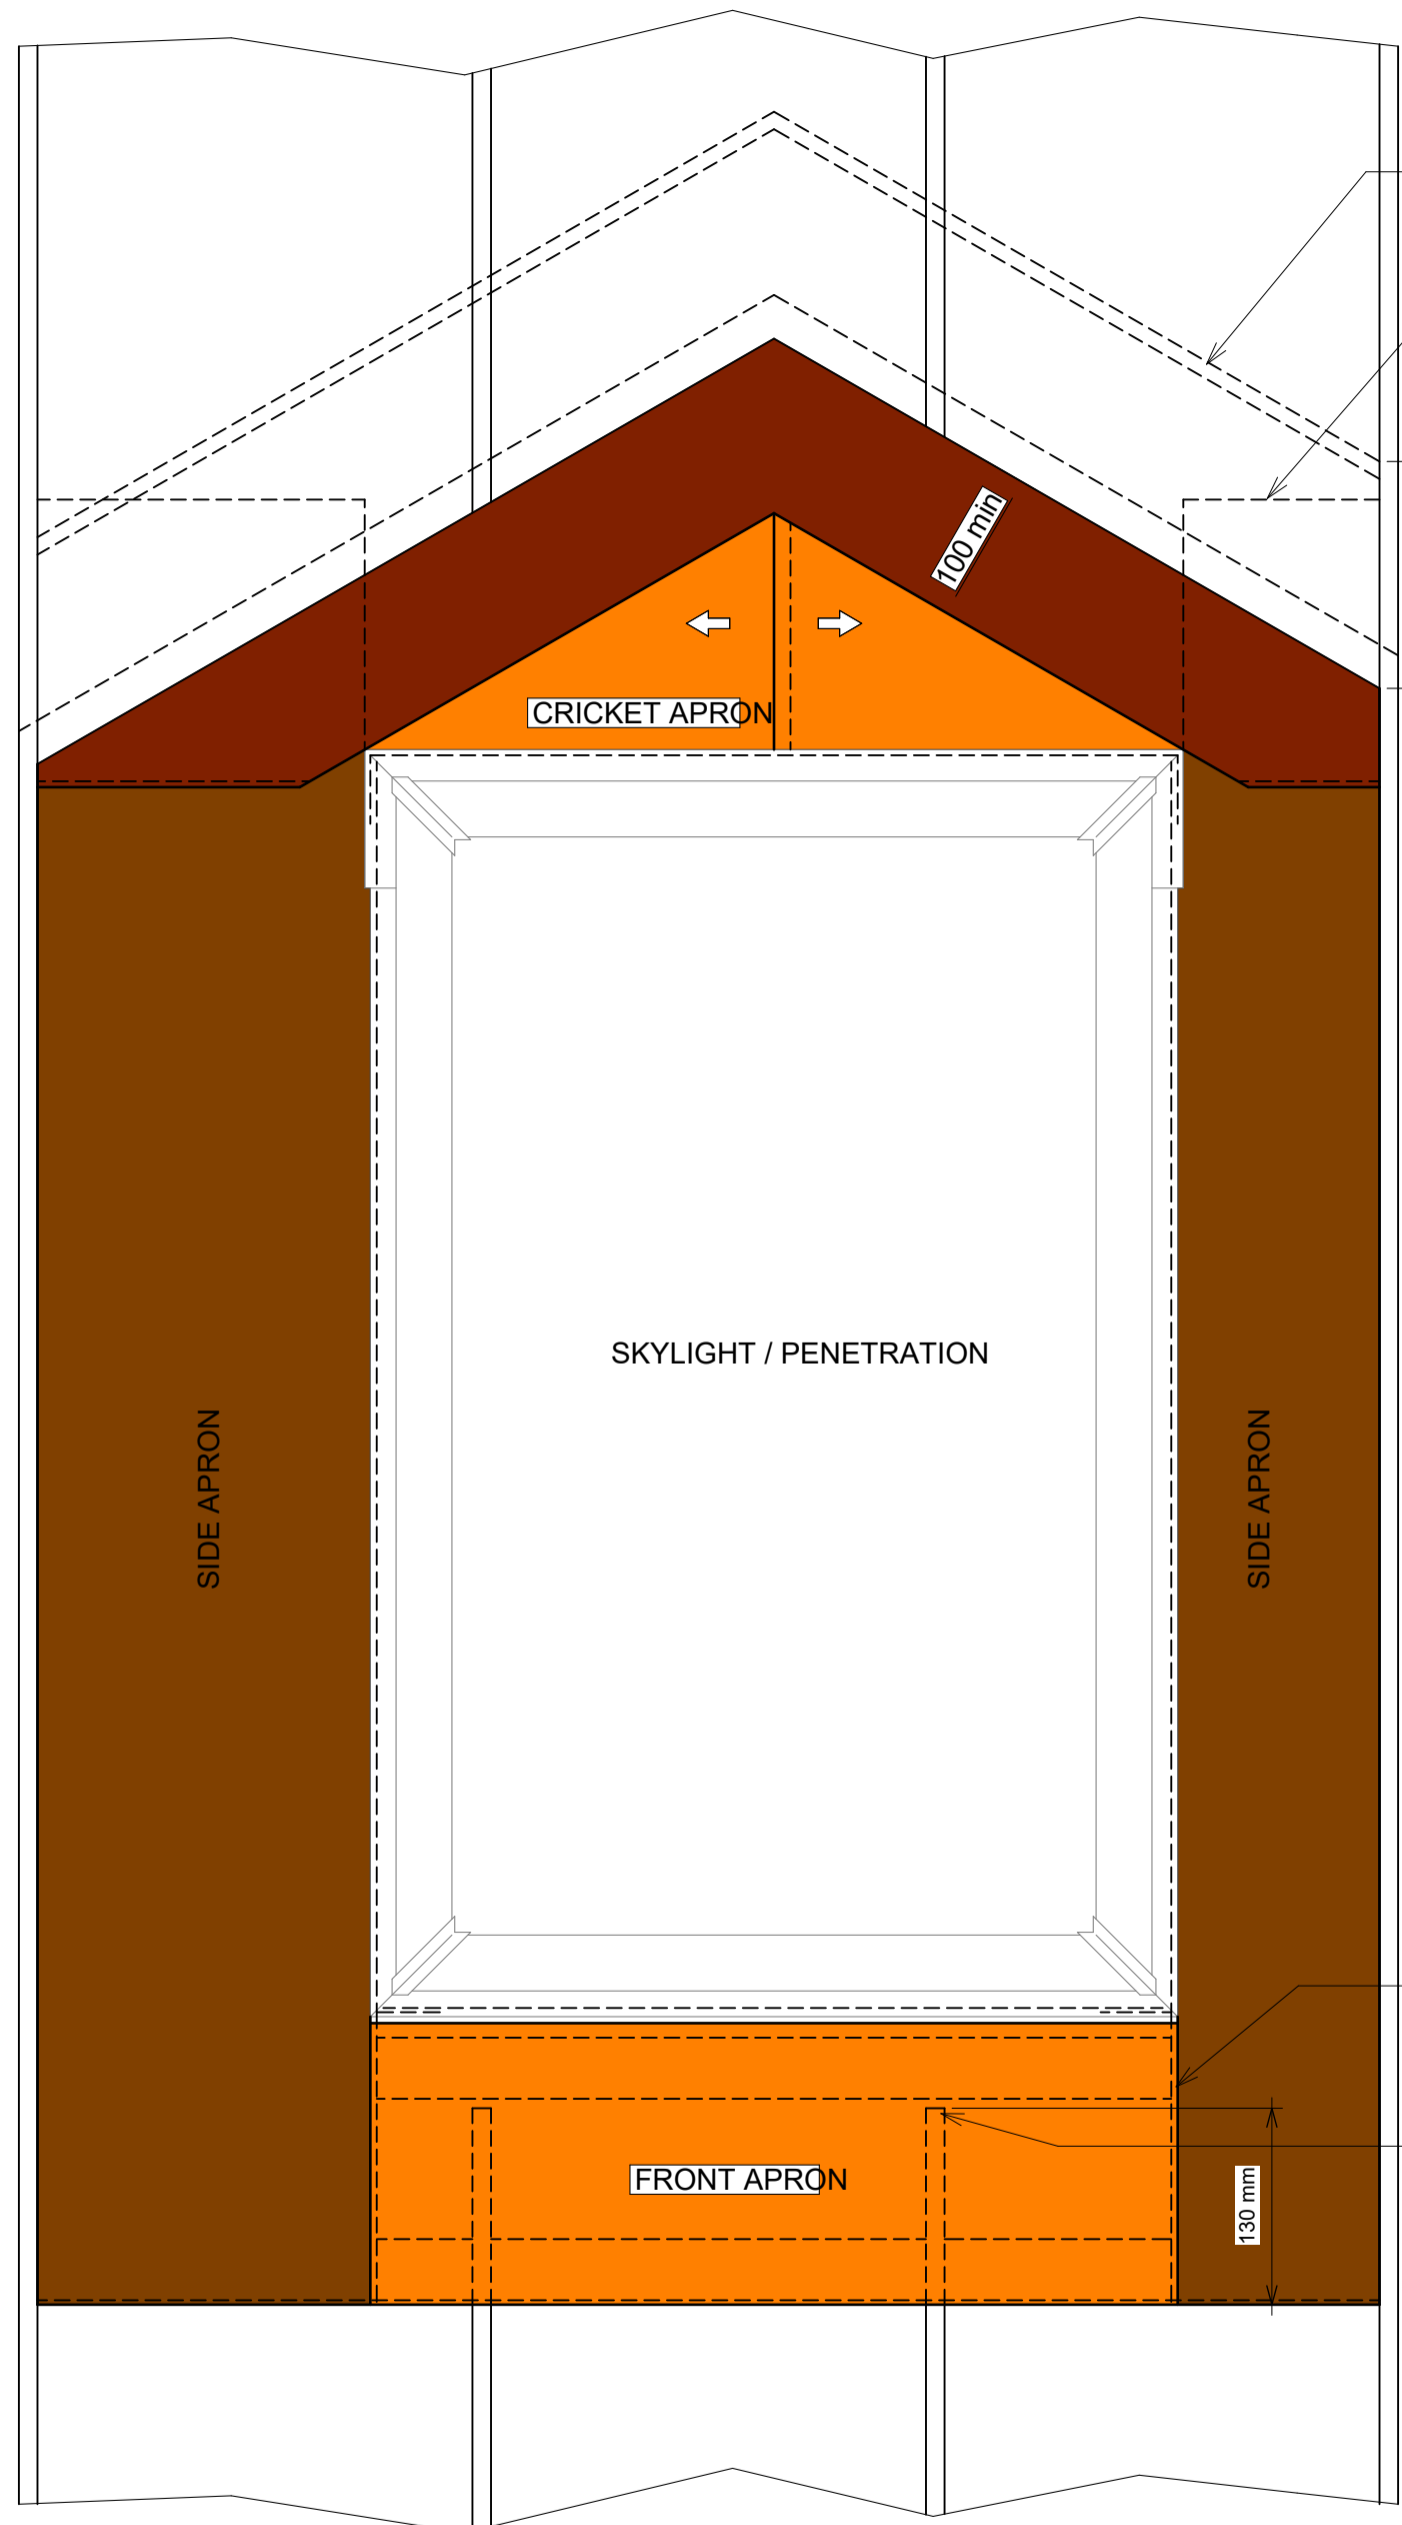 100 min
CRICKET APRON
SKYLIGHT / PENETRATION
SIDE APRON
SIDE APRON
FRONT APRON
130 mm